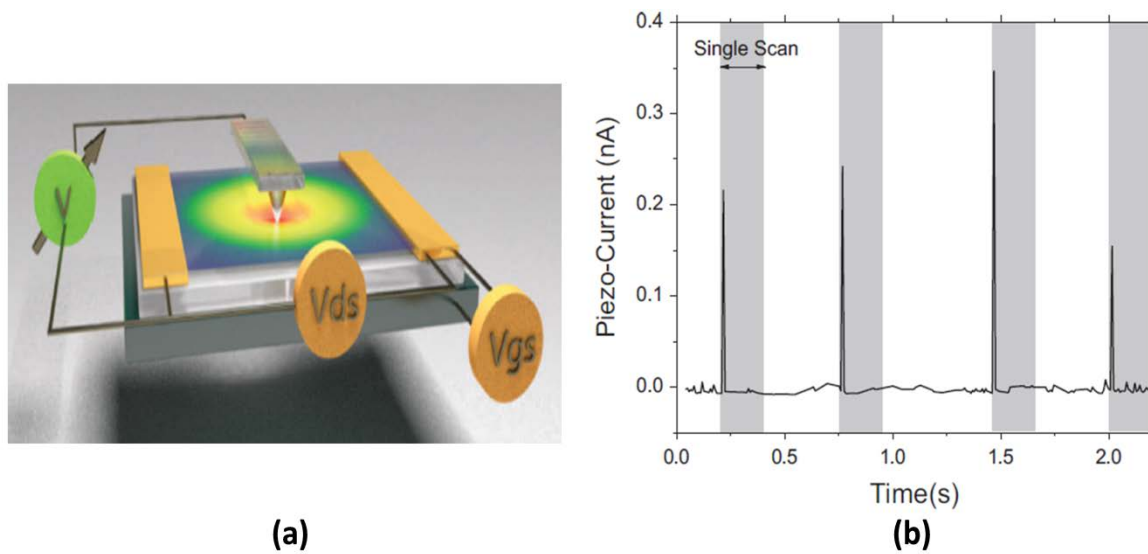 V
Vds
Vgs
(a)
0.4
0.3
0.2
0.1
0.0
Piezo-Current (nA)
Single Scan
0.0 0.5 1.0 1.5 2.0
Time(s)
(b)